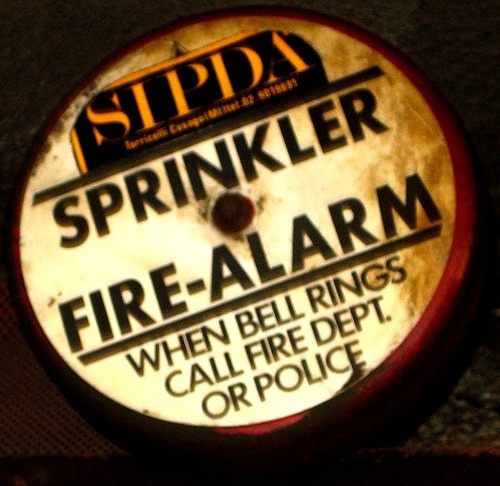 SIPDA
SPRINKLER
FIRE-ALARM
WHEN BELL RINGS
CALL FIRE DEPT.
OR POLICE